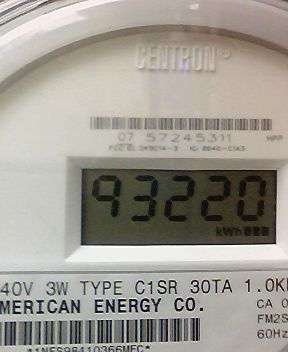 CENTRON®
07 57245311 HPP
93220
kWh
40V 3W TYPE C1SR 30TA 1.0K
MERICAN ENERGY CO.
CA 0
FM2S
60Hz